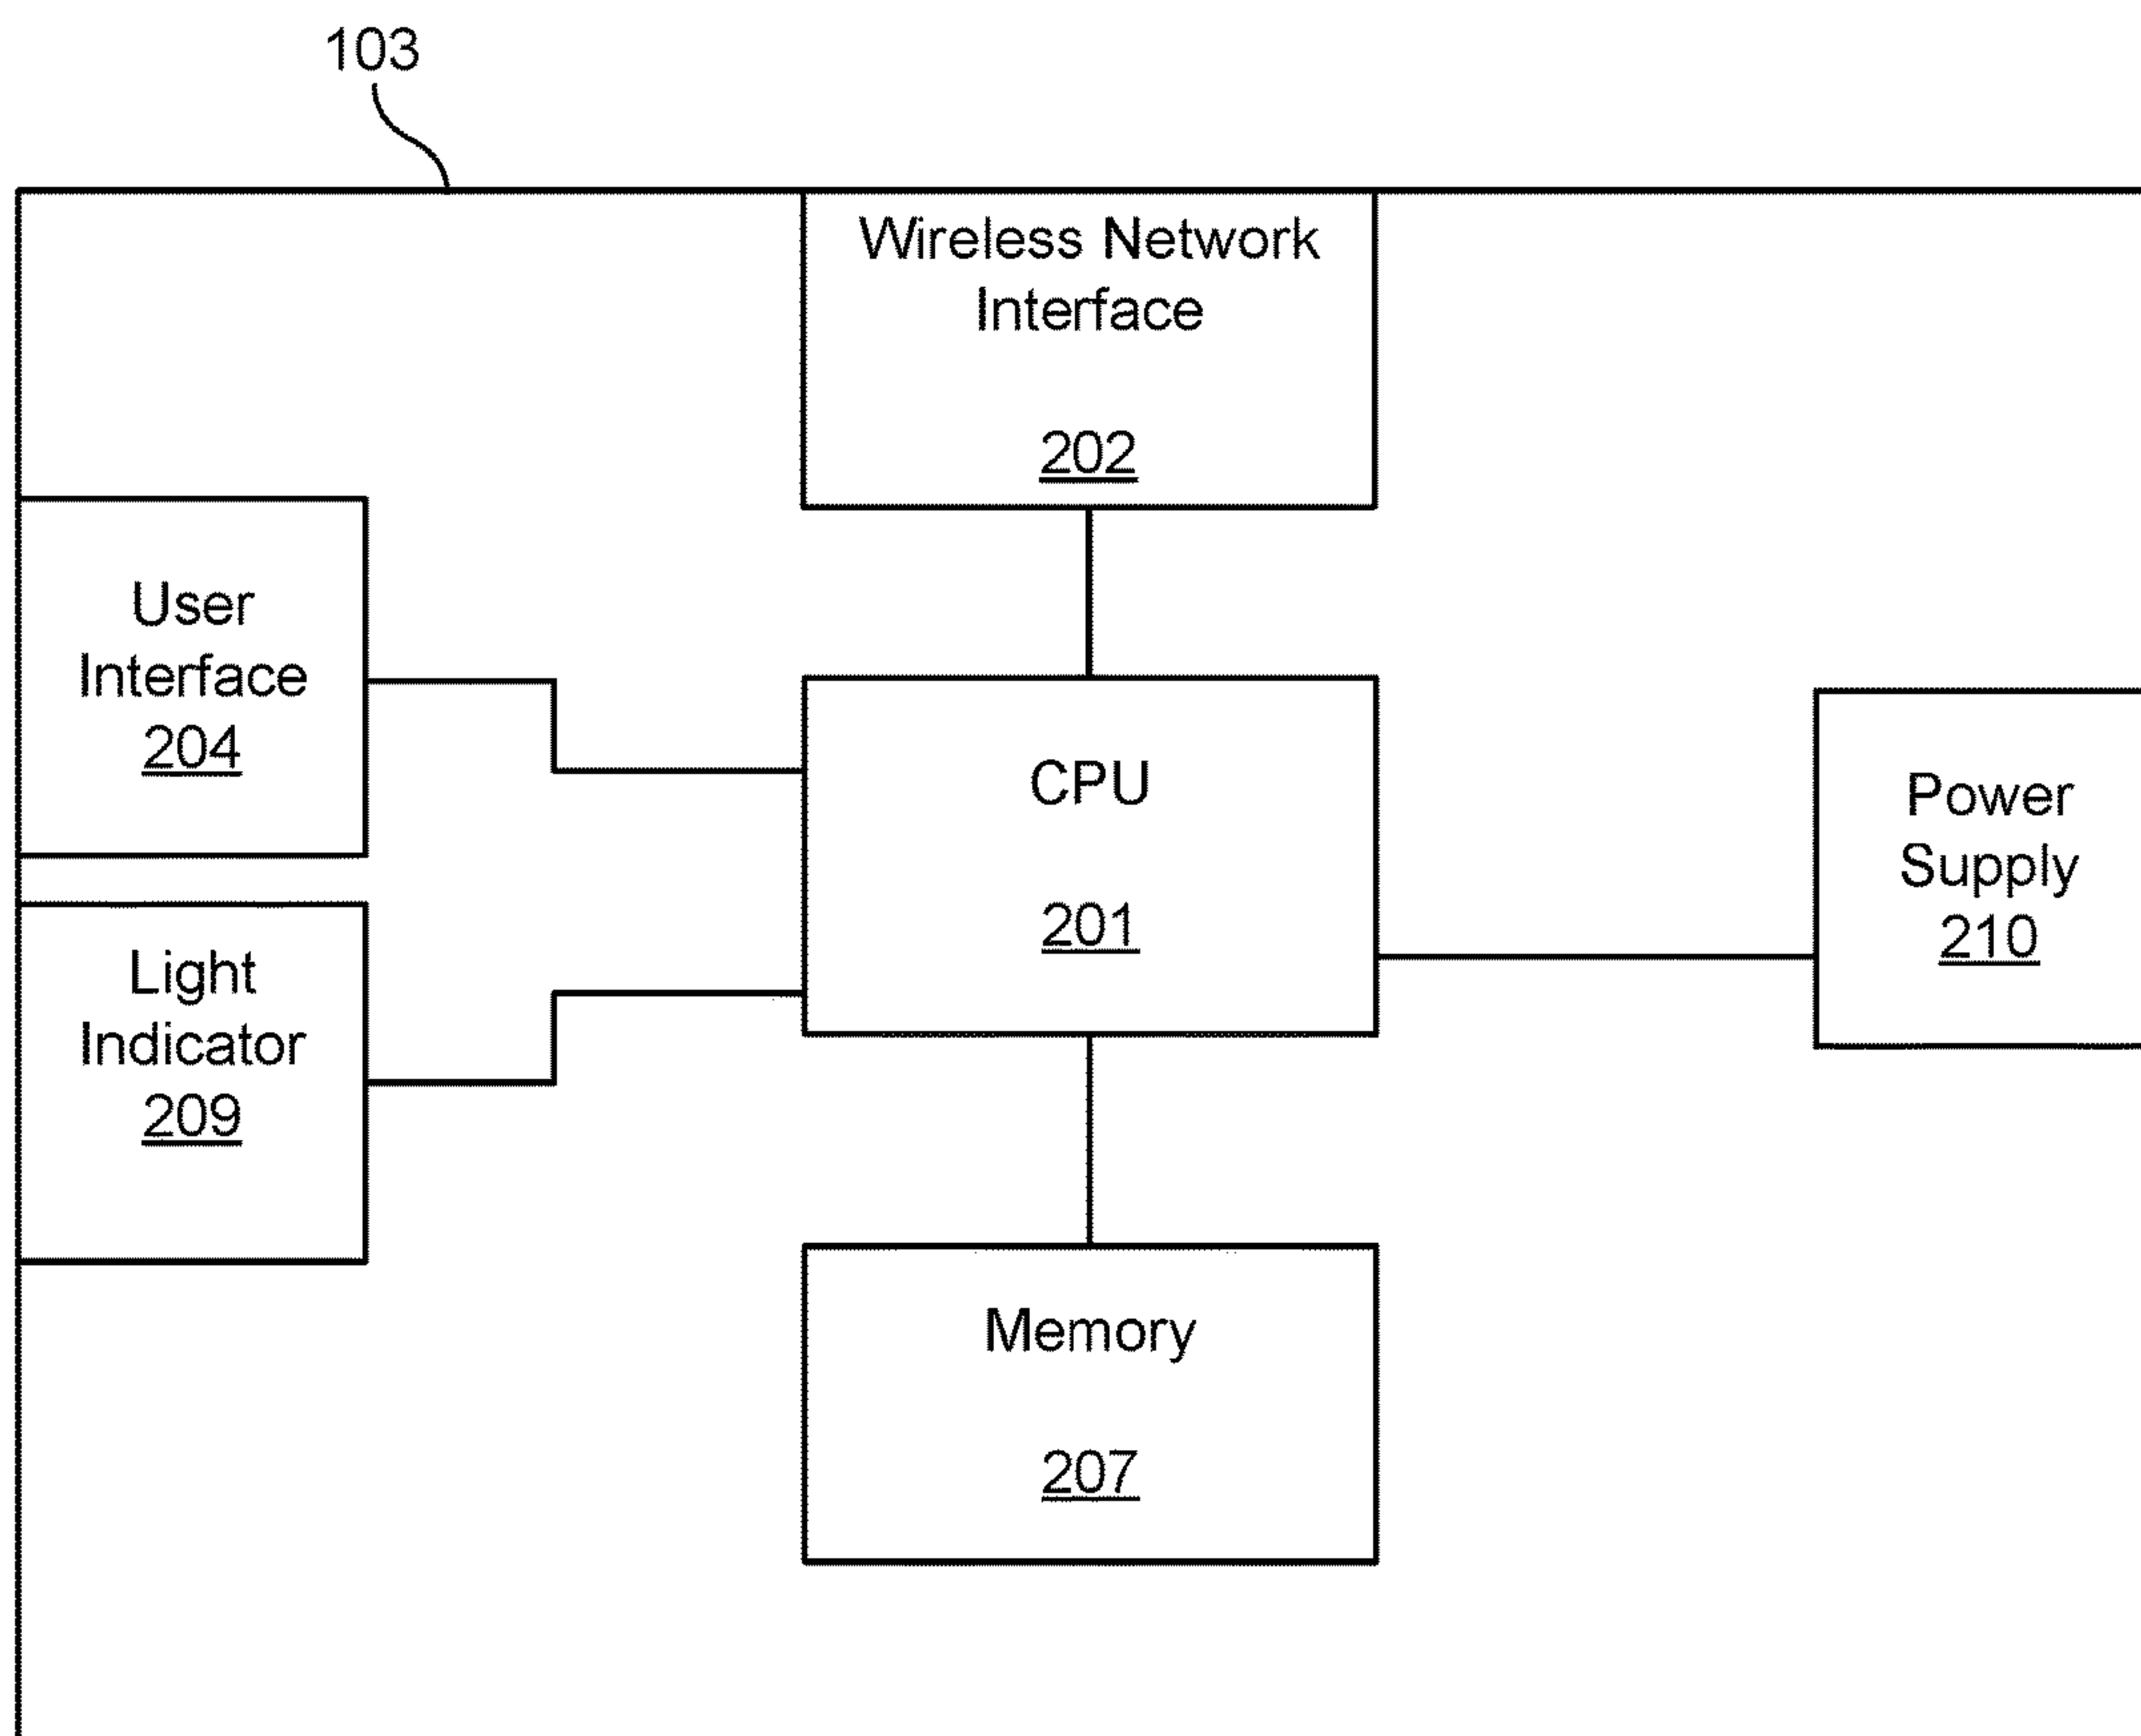 103
Wireless Network
Interface
202
User
Interface
204
CPU
201
Power
Supply
210
Light
Indicator
209
Memory
207